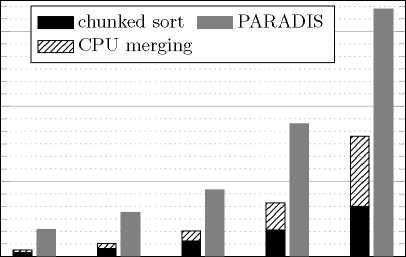 chunked sort PARADIS
CPU merging